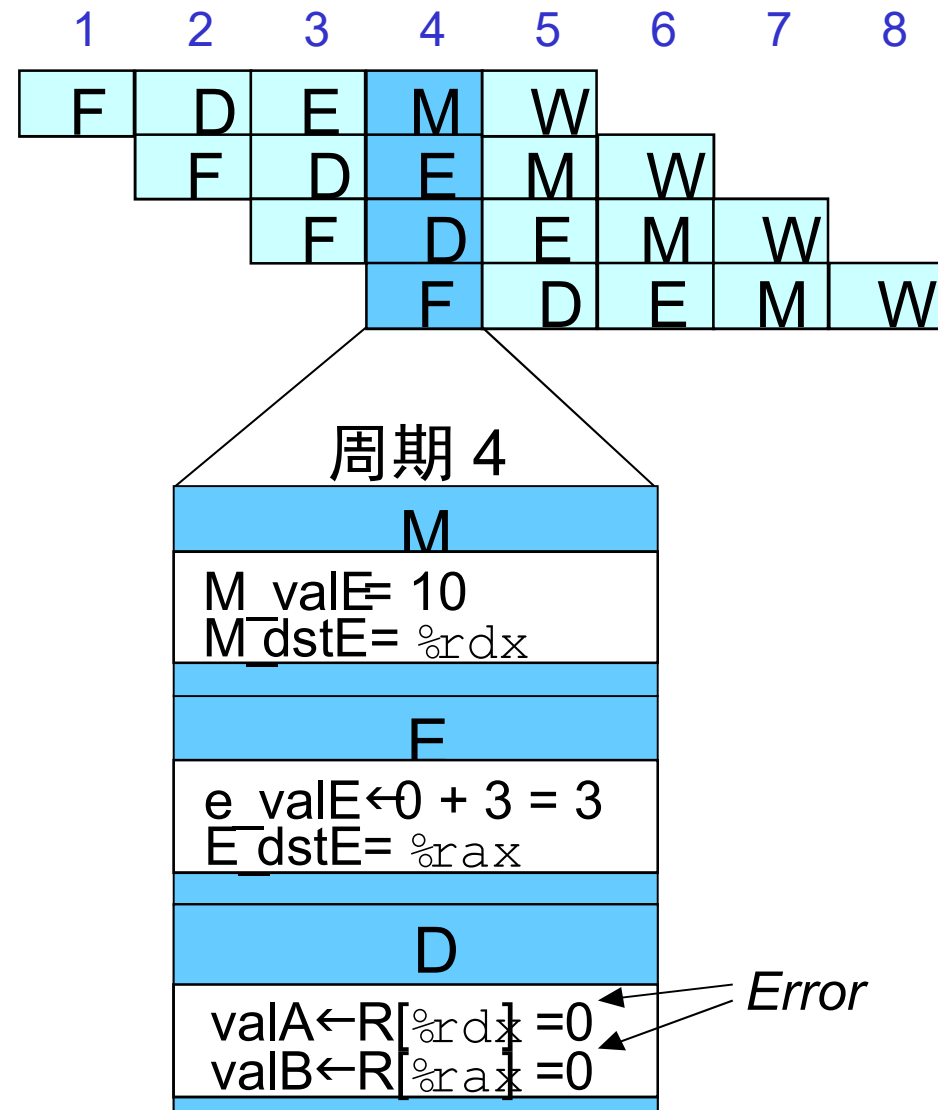 1 2 3 4 5 6 7 8
F D E M W
F D E M W
F D E M W
F D E M W
周期 4
M
M_valE= 10
M_dstE= %rdx
E
e_valE←0 + 3 = 3
E_dstE= %rax
D
valA←R[%rdx] =0
valB←R[%rax] =0
Error